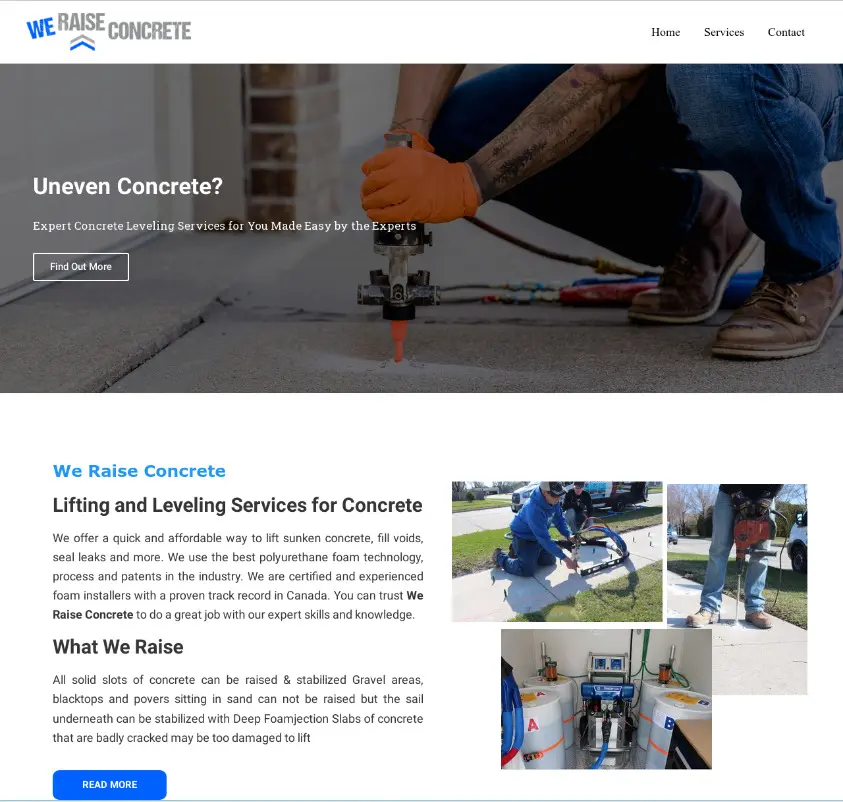 WE RAISE CONCRETE
Home Services Contact
Uneven Concrete?
Expert Concrete Leveling Services for You Made Easy by the Experts
Find Out More
We Raise Concrete
Lifting and Leveling Services for Concrete
We offer a quick and affordable way to lift sunken concrete, fill voids,
seal leaks and more. We use the best polyurethane foam technology,
process and patents in the industry. We are certified and experienced
foam installers with a proven track record in Canada. You can trust We
Raise Concrete to do a great job with our expert skills and knowledge.
What We Raise
All solid slots of concrete can be raised & stabilized Gravel areas,
blacktops and povers sitting in sand can not be raised but the sail
underneath can be stabilized with Deep Foamjection Slabs of concrete
that are badly cracked may be too damaged to lift
READ MORE
A
B